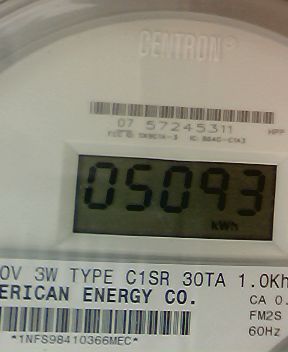 CENTRON®
07 57245311
HPP
05093
kWh
0V 3W TYPE C1SR 30TA 1.0Kh
ERICAN ENERGY CO.
CA 0.
FM2S
60Hz
*1NFS98410366MEC*